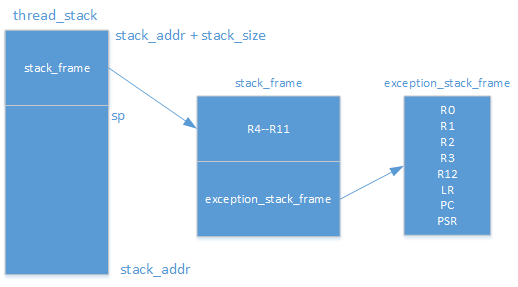 thread_stack
stack_addr + stack_size
stack_frame
sp
stack_addr
stack_frame
R4--R11
exception_stack_frame
exception_stack_frame
R0
R1
R2
R3
R12
LR
PC
PSR